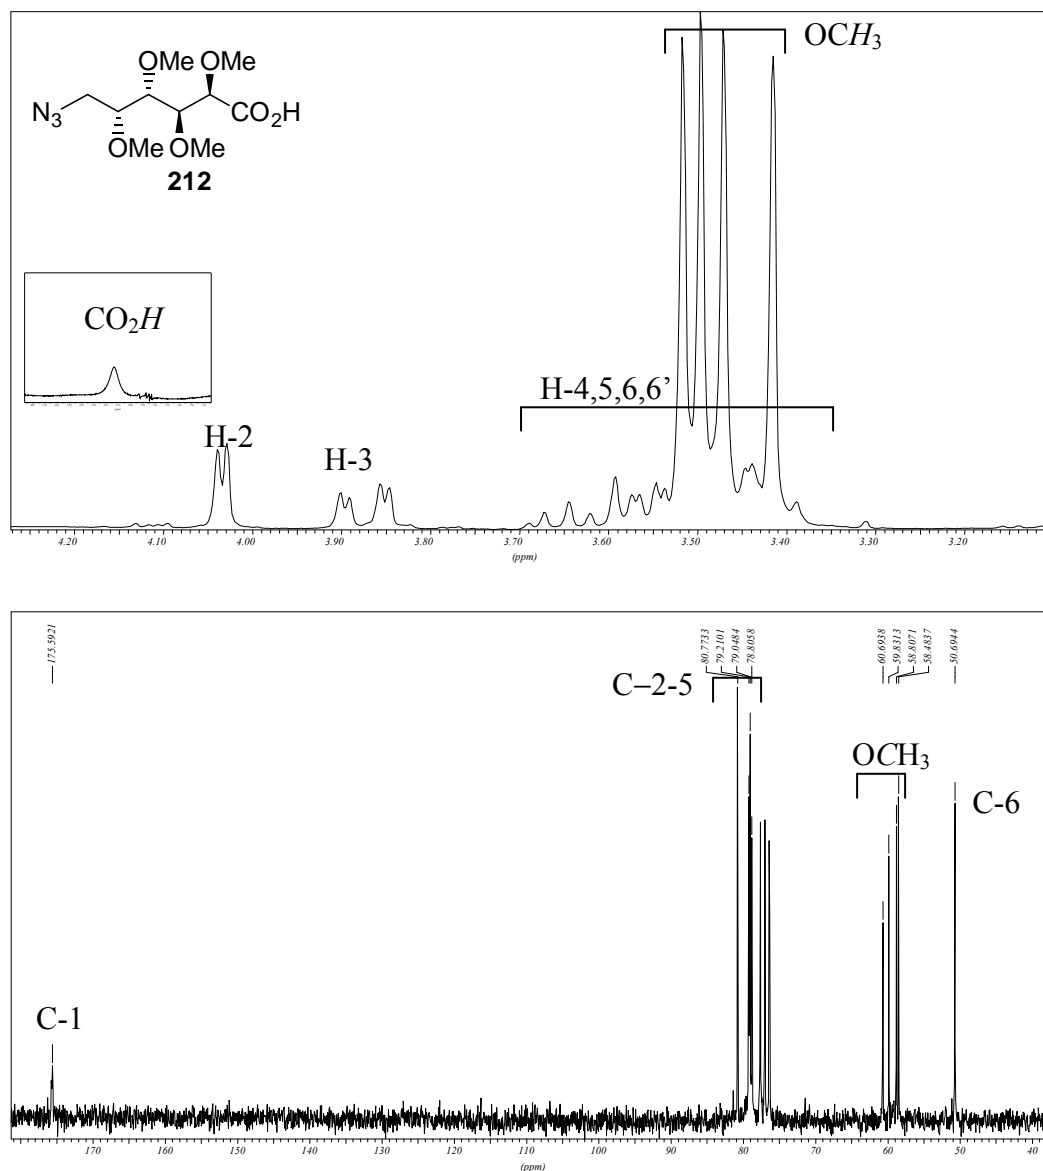 OCH3
OMe OMe
N3
CO2H
OMe OMe
212
CO2H
H-4,5,6,6’
H-2
H-3
4.20 4.10 4.00 3.90 3.80 3.70 3.60 3.50 3.40 3.30 3.20
(ppm)
175.5921
80.7733
79.2101
79.0484
78.8058
60.6938
59.8313
58.8071
58.4837
50.6944
C–2-5
OCH3
C-6
C-1
170 160 150 140 130 120 110 100 90 80 70 60 50 40
(ppm)